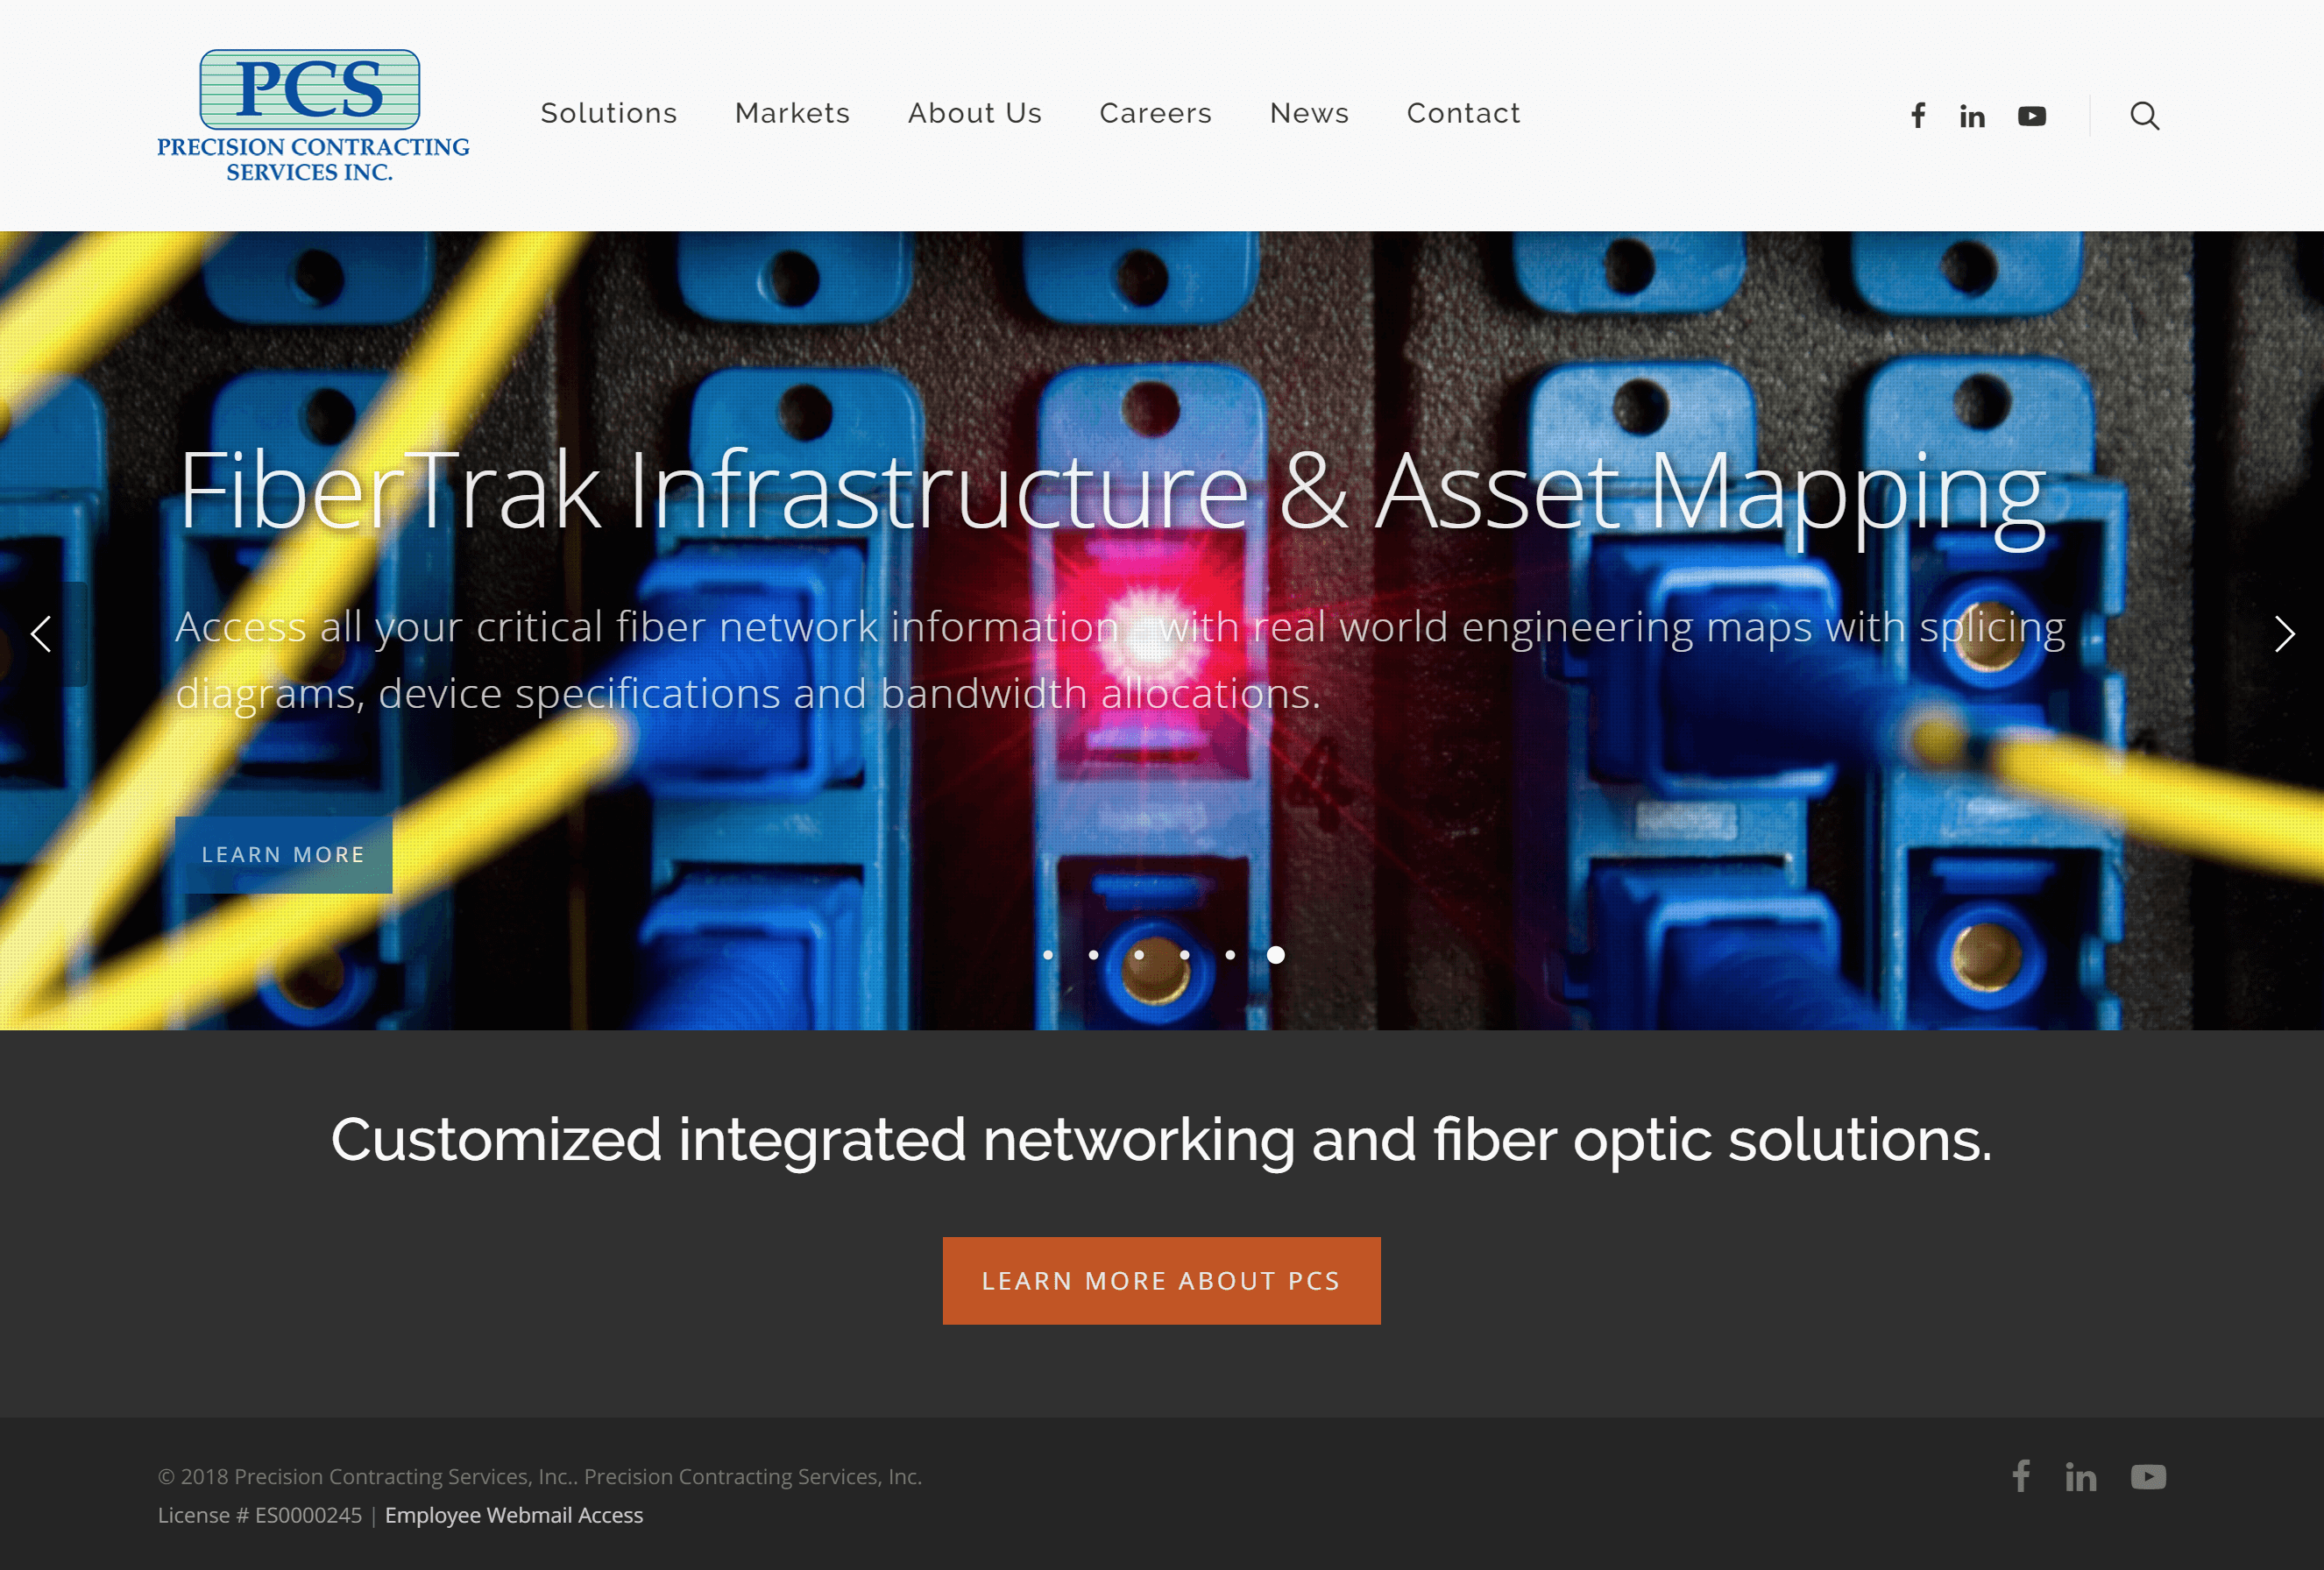 PCS
PRECISION CONTRACTING
SERVICES INC.
Solutions
Markets
About Us
Careers
News
Contact
FiberTrak Infrastructure & Asset Mapping
Access all your critical fiber network information with real world engineering maps with splicing
diagrams, device specifications and bandwidth allocations.
4
LEARN MORE
Customized integrated networking and fiber optic solutions.
LEARN MORE ABOUT PCS
© 2018 Precision Contracting Services, Inc.. Precision Contracting Services, Inc.
License # ES0000245 | Employee Webmail Access